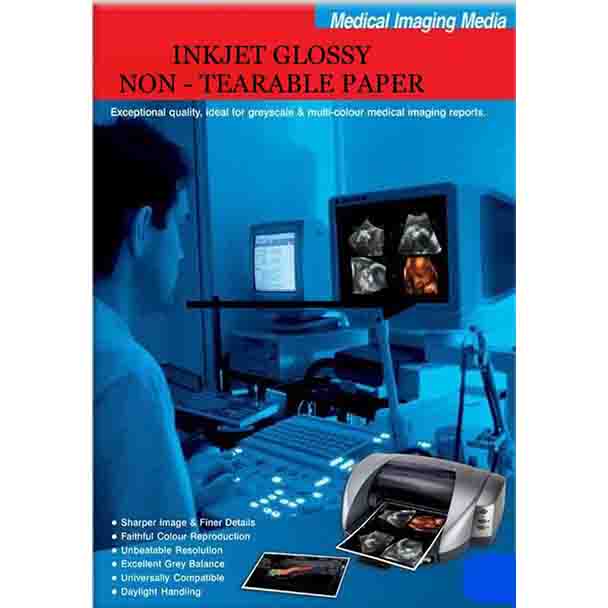 Medical Imaging Media
INKJET GLOSSY
NON - TEARABLE PAPER
Exceptional quality, ideal for greyscale & multi-colour medical imaging reports.
• Sharper Image & Finer Details
• Faithful Colour Reproduction
• Unbeatable Resolution
• Excellent Grey Balance
• Universally Compatible
• Daylight Handling